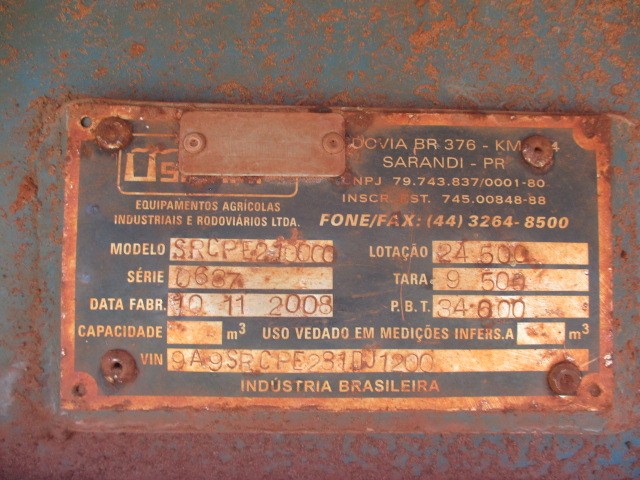 BR 376 - KM
SARANDI - PR
CNPJ 79.743.837/0001-80
INSCR. EST. 745.00848-88
EQUIPAMENTOS AGRÍCOLAS
INDUSTRIAIS E RODOVIÁRIOS LTDA.
FONE/FAX: (44) 3264-8500
MODELO LOTAÇÃO 24 500
SÉRIE 0687 TARA 9 500
DATA FABR. 10 11 2008 P.B.T. 34 000
CAPACIDADE m³ USO VEDADO EM MEDIÇÕES INFERS.A m³
VIN
INDÚSTRIA BRASILEIRA